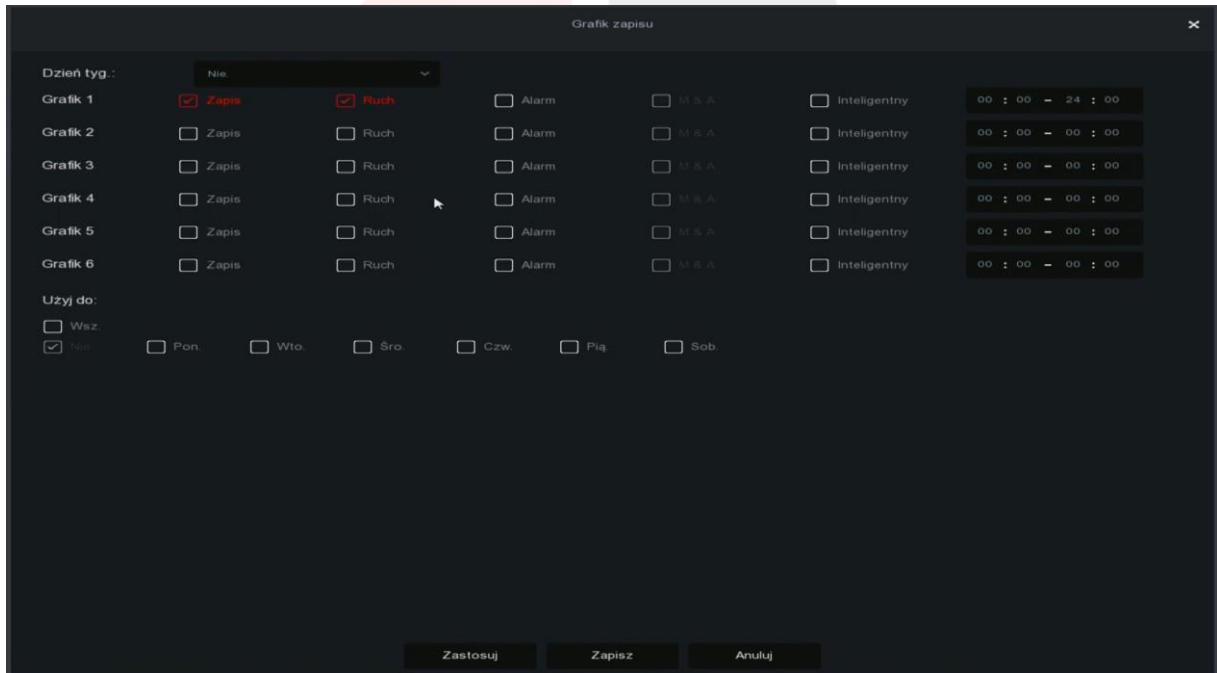 Grafik zapisu
Dzień tyg.: Nie.
Grafik 1 Zapis Ruch Alarm M & A Inteligentny 00 : 00 – 24 : 00
Grafik 2 Zapis Ruch Alarm M & A Inteligentny 00 : 00 – 00 : 00
Grafik 3 Zapis Ruch Alarm M & A Inteligentny 00 : 00 – 00 : 00
Grafik 4 Zapis Ruch Alarm M & A Inteligentny 00 : 00 – 00 : 00
Grafik 5 Zapis Ruch Alarm M & A Inteligentny 00 : 00 – 00 : 00
Grafik 6 Zapis Ruch Alarm M & A Inteligentny 00 : 00 – 00 : 00
Użyj do:
Wsz.
Nie. Pon. Wto. Śro. Czw. Pią. Sob.
Zastosuj Zapisz Anuluj